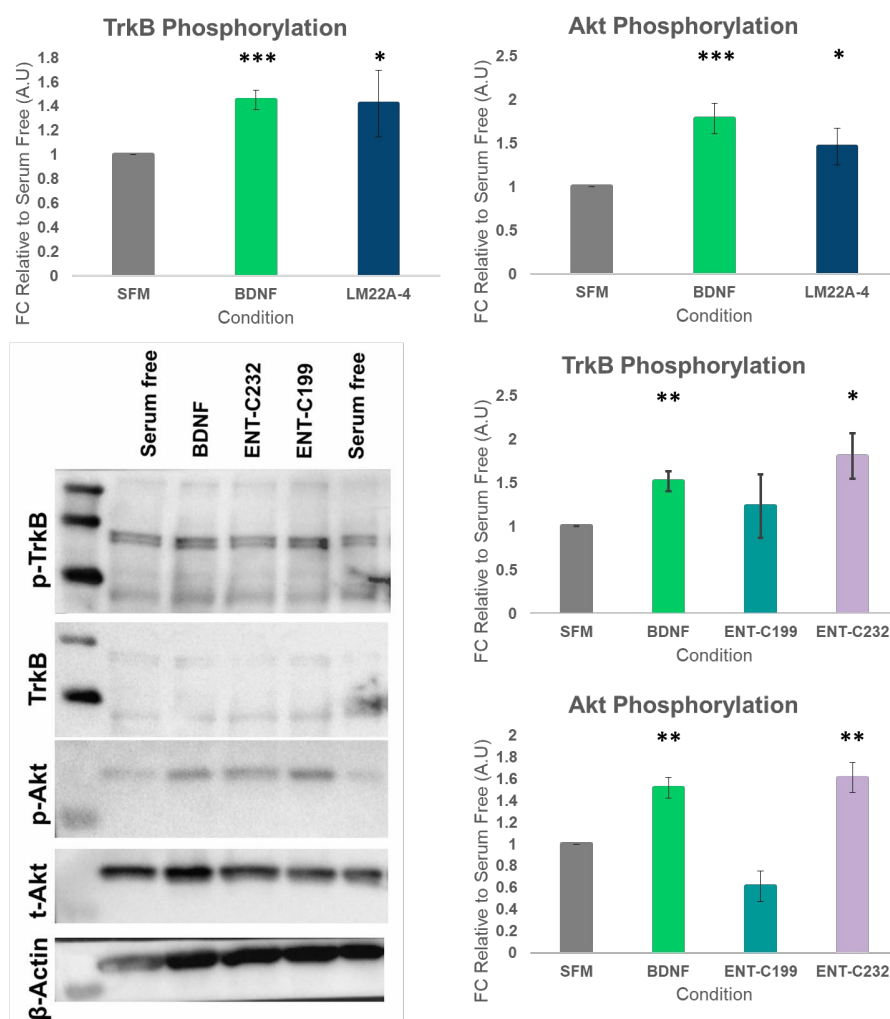 TrkB Phosphorylation
FC Relative to Serum Free (A.U)
1.8
1.6
1.4
1.2
1
0.8
0.6
0.4
0.2
0
***
*
SFM
BDNF
LM22A-4
Condition
Akt Phosphorylation
FC Relative to Serum Free (A.U)
2.5
2
1.5
1
0.5
0
***
*
SFM
BDNF
LM22A-4
Condition
Serum free
BDNF
ENT-C232
ENT-C199
Serum free
p-TrkB
TrkB
p-Akt
t-Akt
β-Actin
TrkB Phosphorylation
FC Relative to Serum Free (A.U)
2.5
2
1.5
1
0.5
0
**
*
SFM
BDNF
ENT-C199
ENT-C232
Condition
Akt Phosphorylation
FC Relative to Serum Free (A.U)
2
1.8
1.6
1.4
1.2
1
0.8
0.6
0.4
0.2
0
**
**
SFM
BDNF
ENT-C199
ENT-C232
Condition